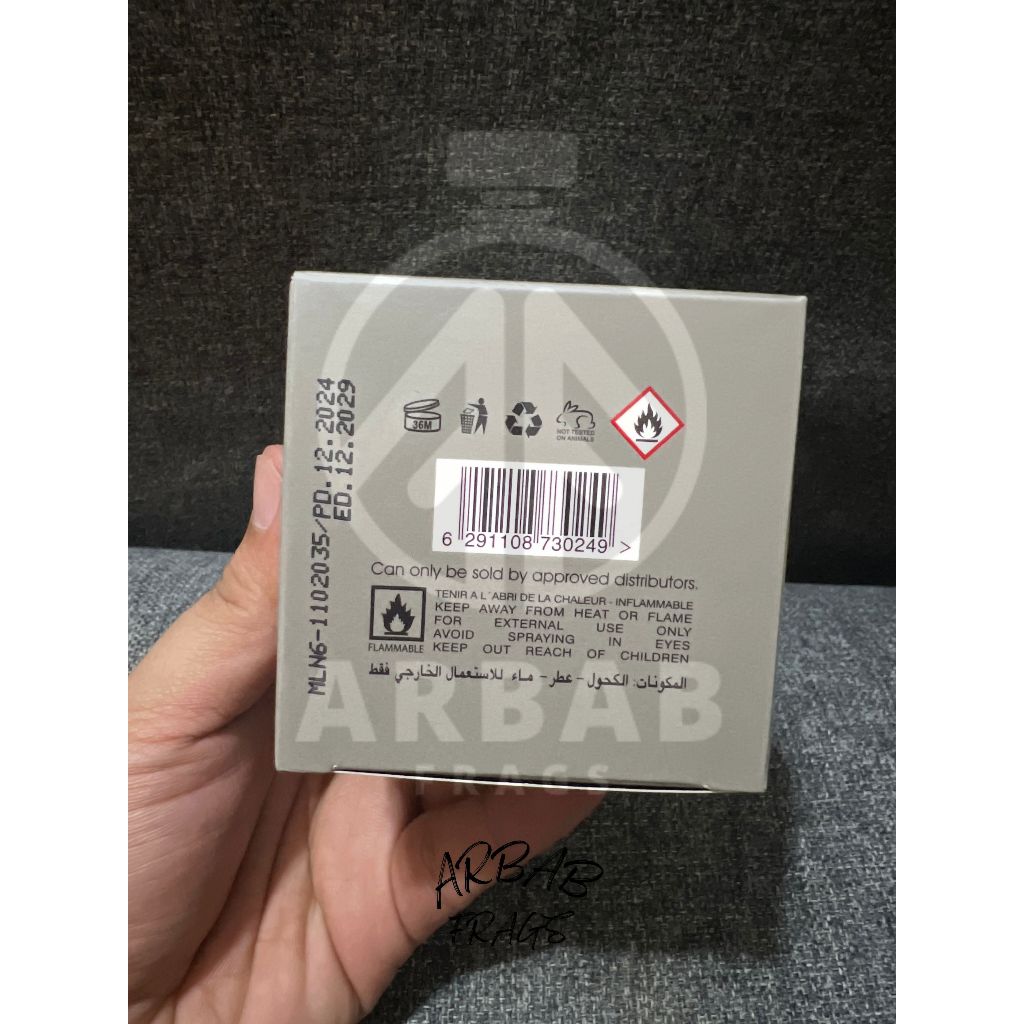 MLN6-1102035/PD.12.2024
ED.12.2029
36M
NOT TESTED
ON ANIMALS
6 291108 730249 >
Can only be sold by approved distributors.
FLAMMABLE
TENIR A L´ABRI DE LA CHALEUR - INFLAMMABLE
KEEP AWAY FROM HEAT OR FLAME
FOR EXTERNAL USE ONLY
AVOID SPRAYING IN EYES
KEEP OUT REACH OF CHILDREN
المكونات: الكحول - عطر - ماء للاستعمال الخارجي فقط
ARBAB
FRAGS
ARBAB
FRAGS